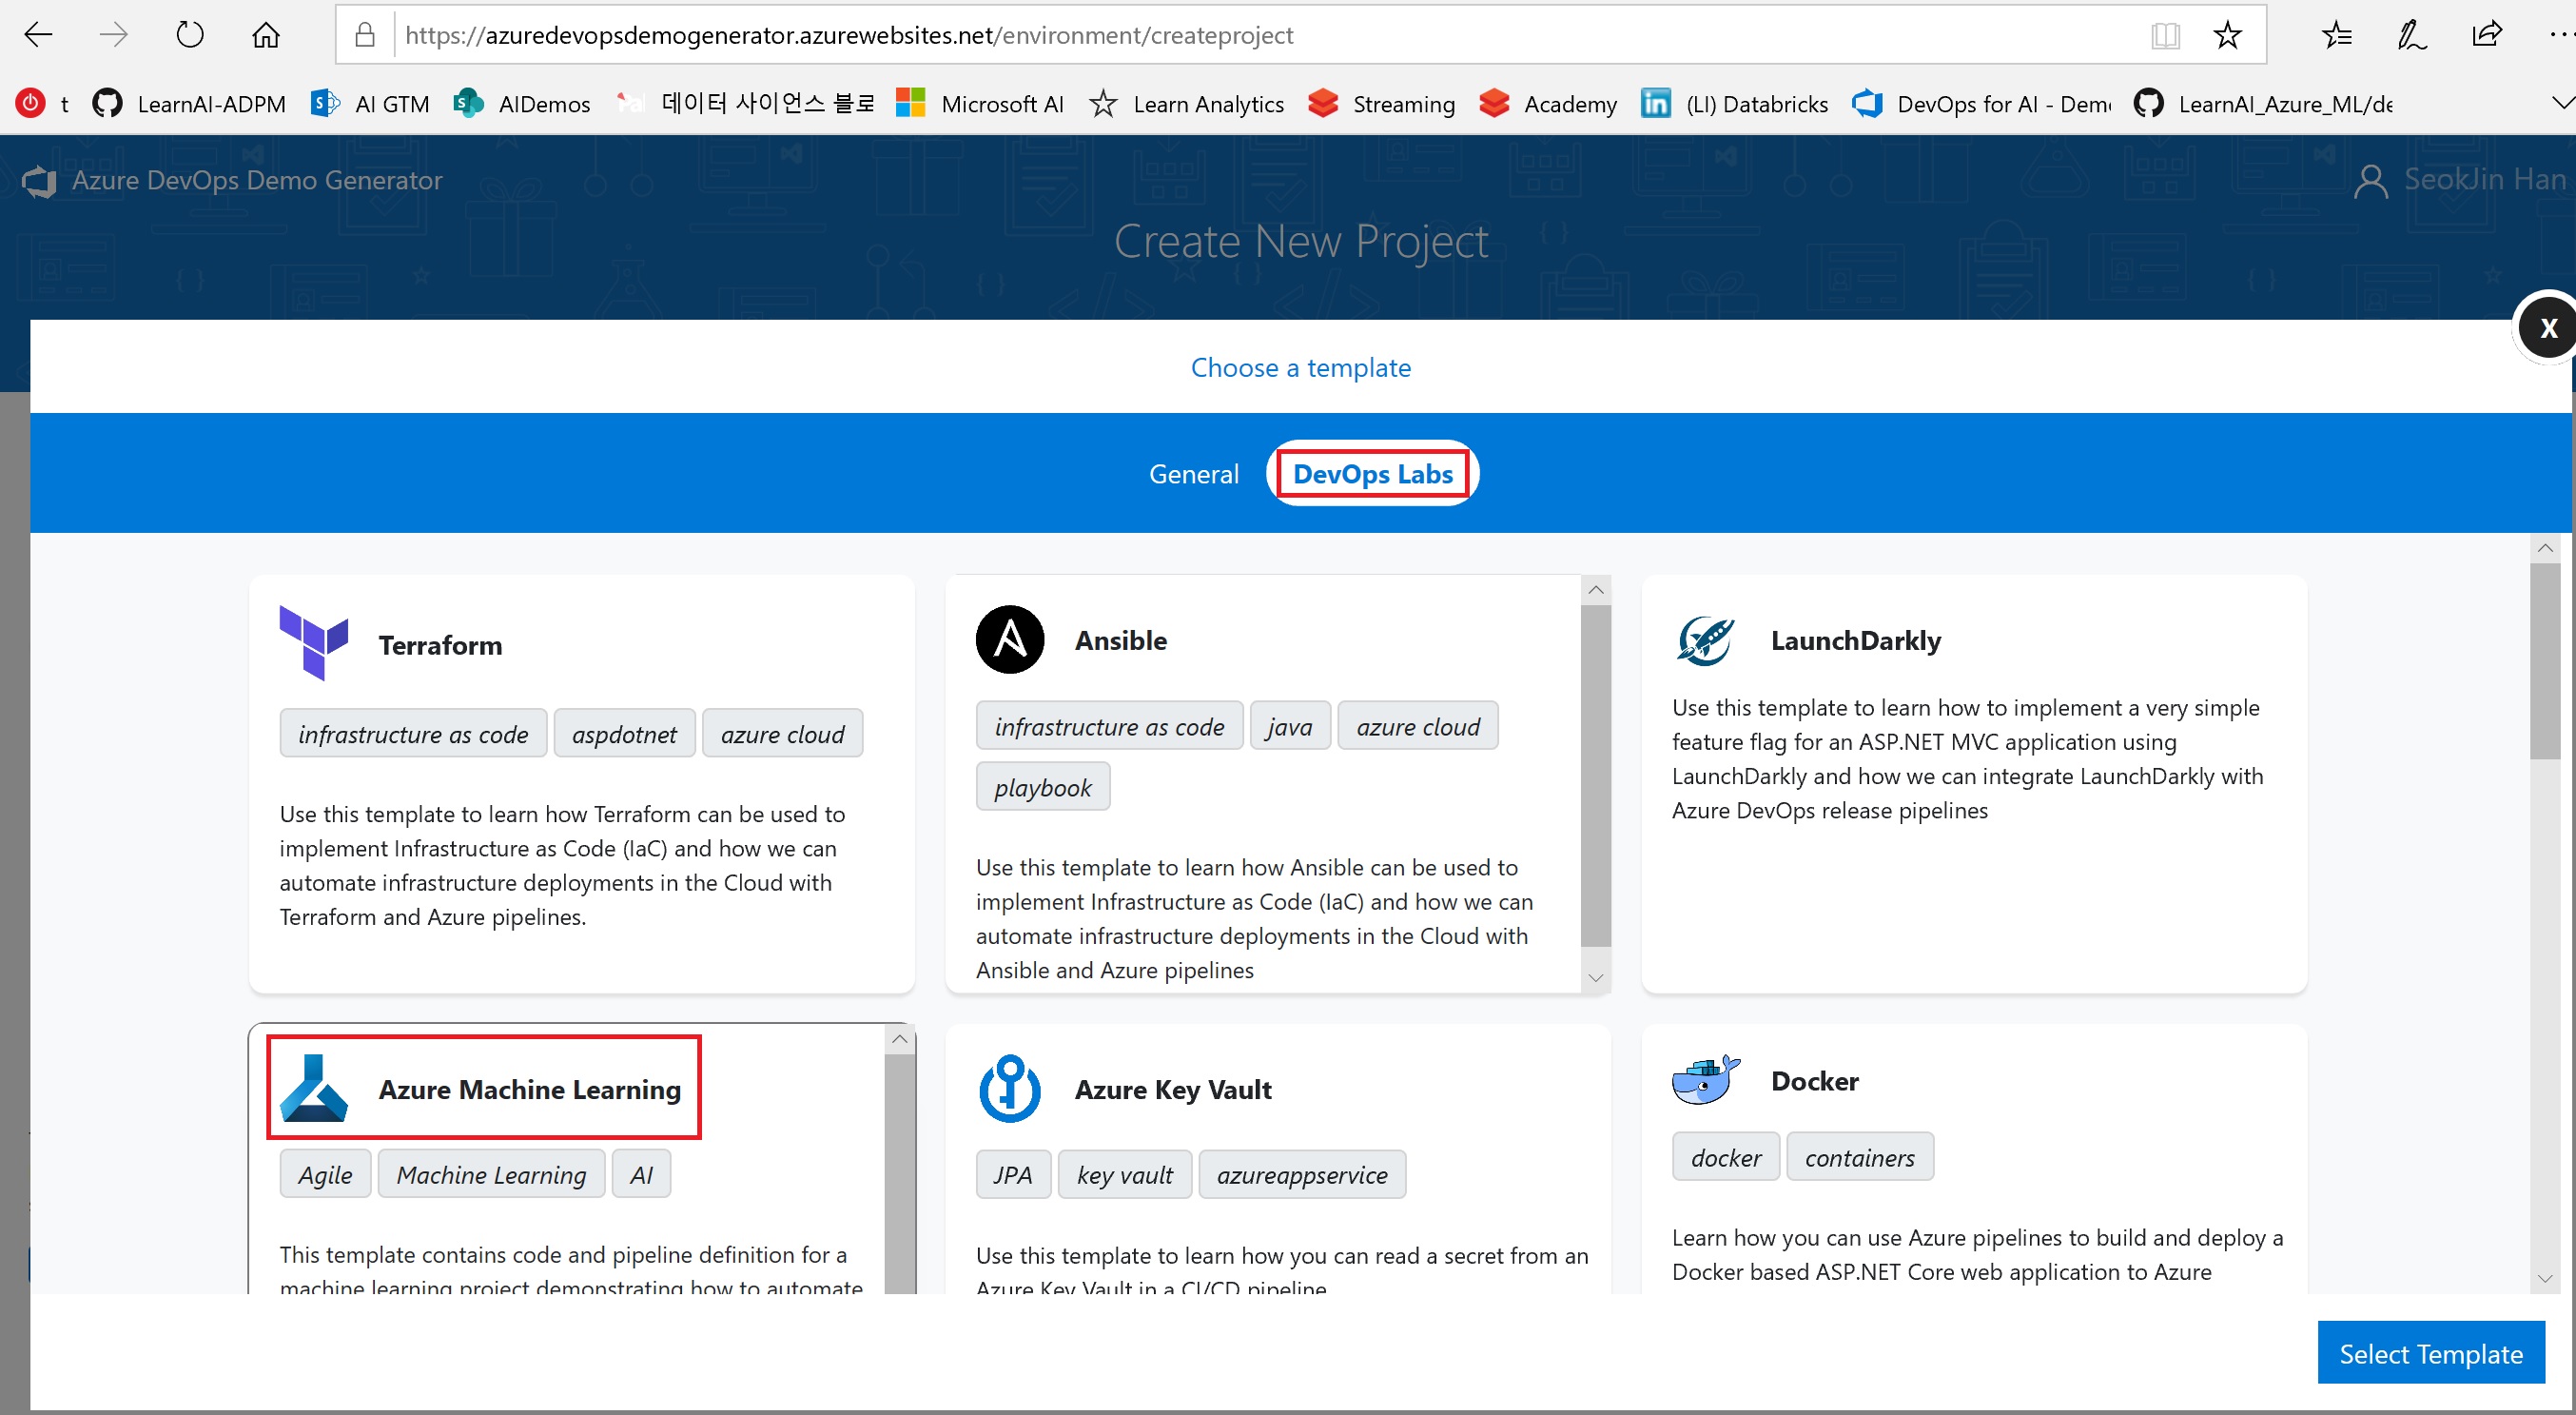 https://azuredevopsdemogenerator.azurewebsites.net/environment/createproject
t LearnAI-ADPM AI GTM AIDemos 데이터 사이언스 블로 Microsoft AI Learn Analytics Streaming Academy (LI) Databricks DevOps for AI - Dem LearnAI_Azure_ML/de
Azure DevOps Demo Generator
SeokJin Han
Create New Project
X
Choose a template
General DevOps Labs
Terraform
infrastructure as code aspdotnet azure cloud
Use this template to learn how Terraform can be used to
implement Infrastructure as Code (IaC) and how we can
automate infrastructure deployments in the Cloud with
Terraform and Azure pipelines.
Ansible
infrastructure as code java azure cloud
playbook
Use this template to learn how Ansible can be used to
implement Infrastructure as Code (IaC) and how we can
automate infrastructure deployments in the Cloud with
Ansible and Azure pipelines
LaunchDarkly
Use this template to learn how to implement a very simple
feature flag for an ASP.NET MVC application using
LaunchDarkly and how we can integrate LaunchDarkly with
Azure DevOps release pipelines
Azure Machine Learning
Agile Machine Learning AI
This template contains code and pipeline definition for a
machine learning project demonstrating how to automate
Azure Key Vault
JPA key vault azureappservice
Use this template to learn how you can read a secret from an
Azure Key Vault in a CI/CD pipeline
Docker
docker containers
Learn how you can use Azure pipelines to build and deploy a
Docker based ASP.NET Core web application to Azure
Select Template